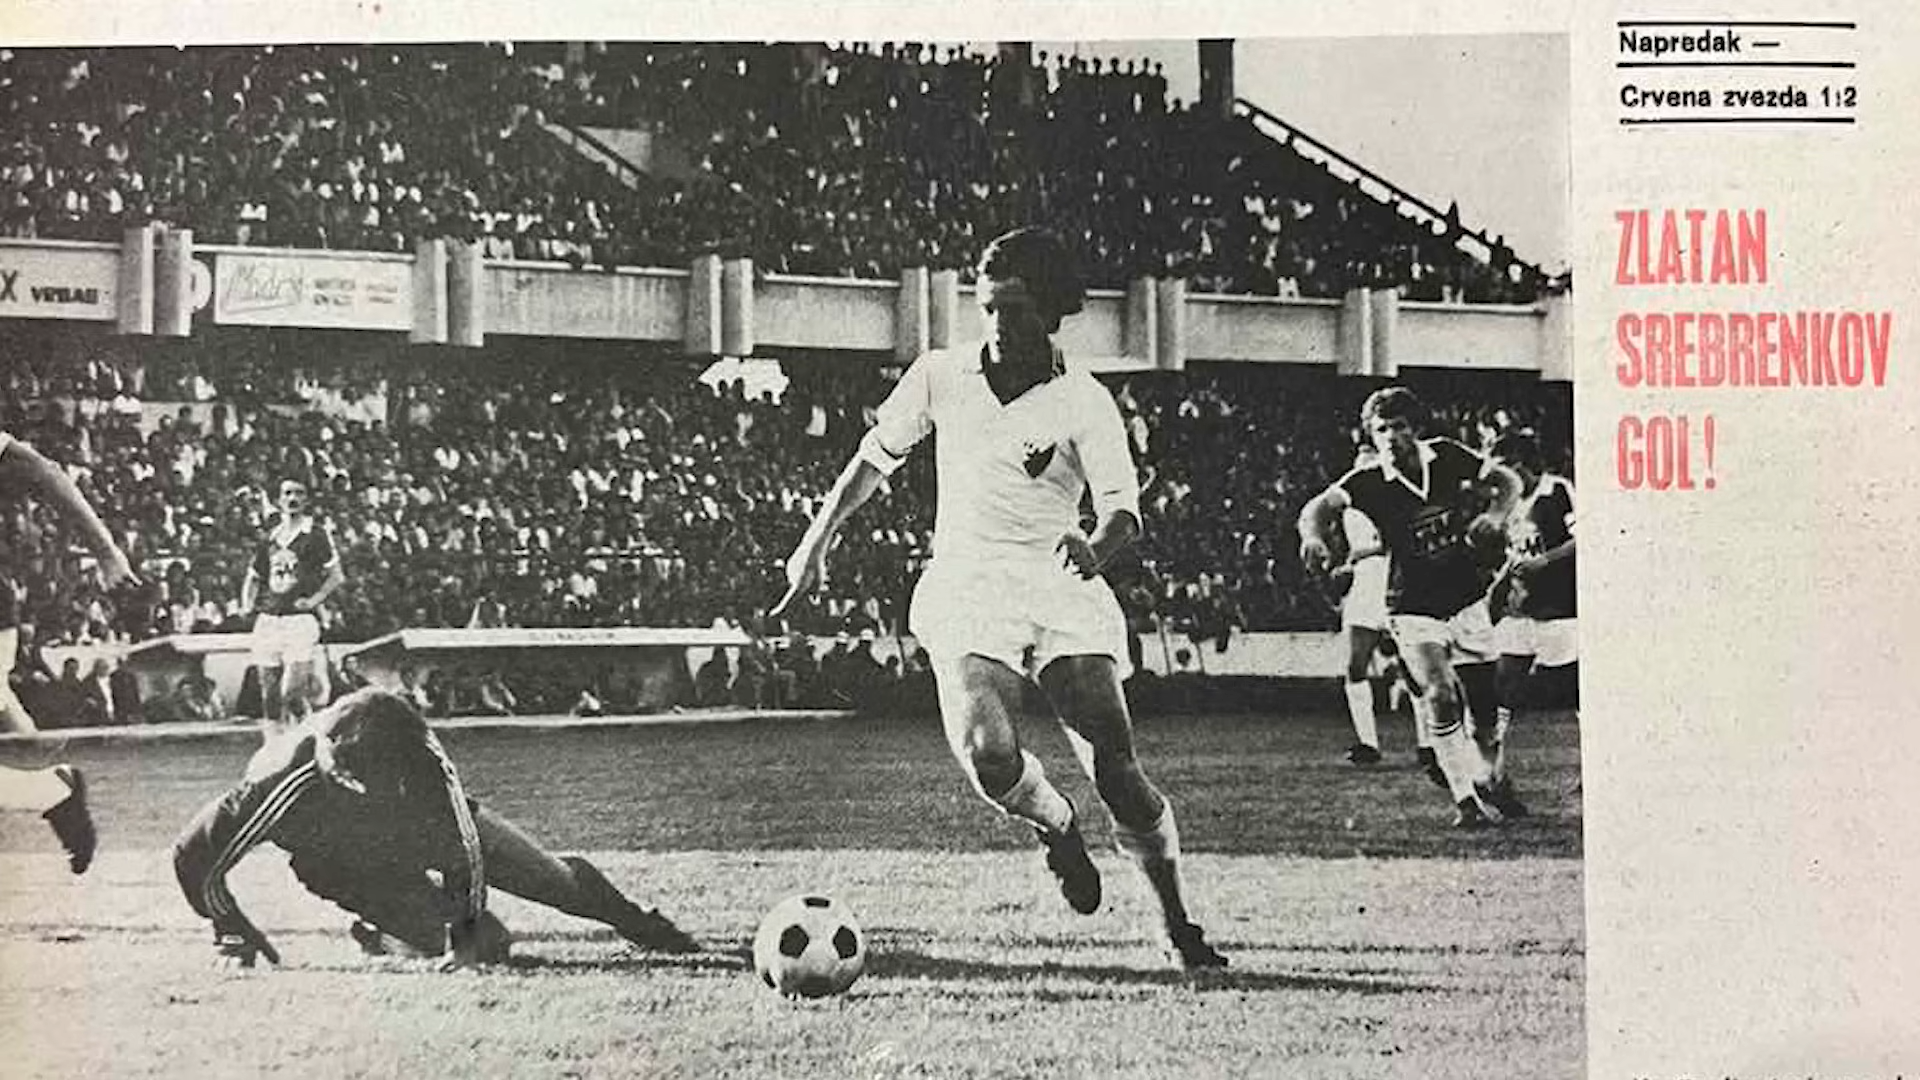 Napredak —
Crvena zvezda 1:2
ZLATAN
SREBRENKOV
GOL!
X